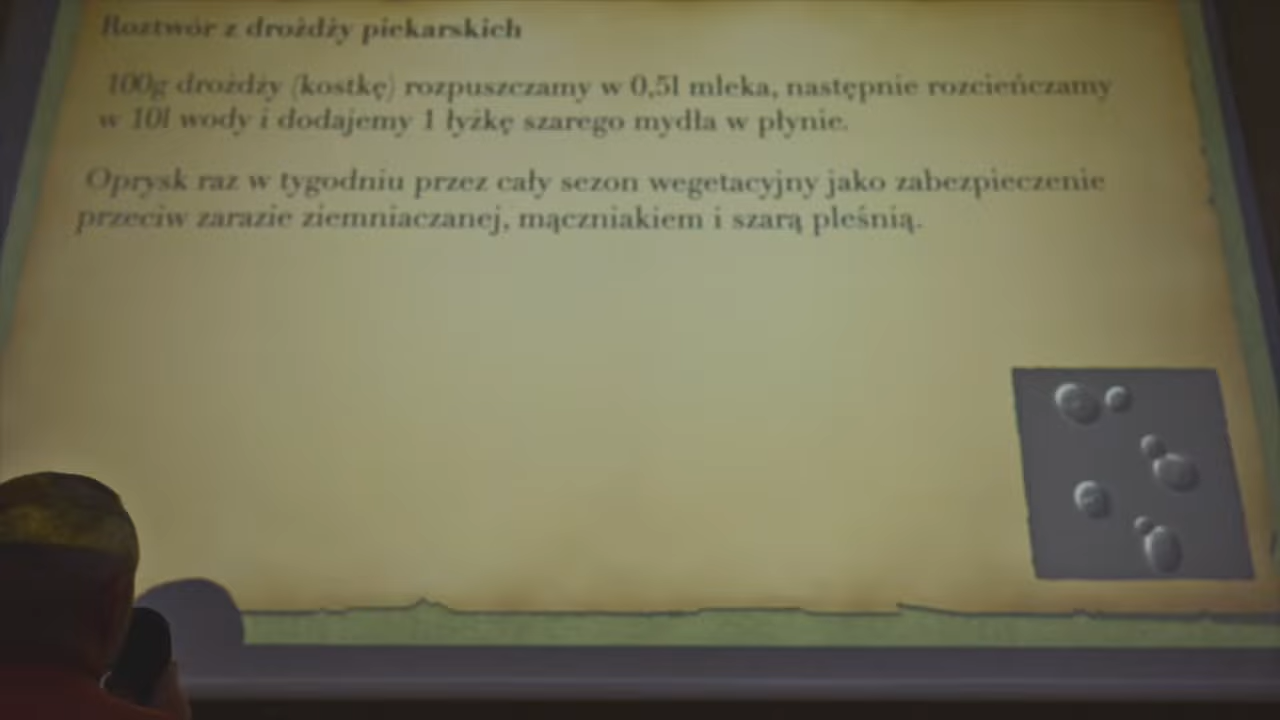 Roztwór z drożdży piekarskich
100g drożdży (kostkę) rozpuszczamy w 0,5l mleka, następnie rozcieńczamy
w 10l wody i dodajemy 1 łyżkę szarego mydła w płynie.
Oprysk raz w tygodniu przez cały sezon wegetacyjny jako zabezpieczenie
przeciw zarazie ziemniaczanej, mączniakiem i szarą pleśnią.